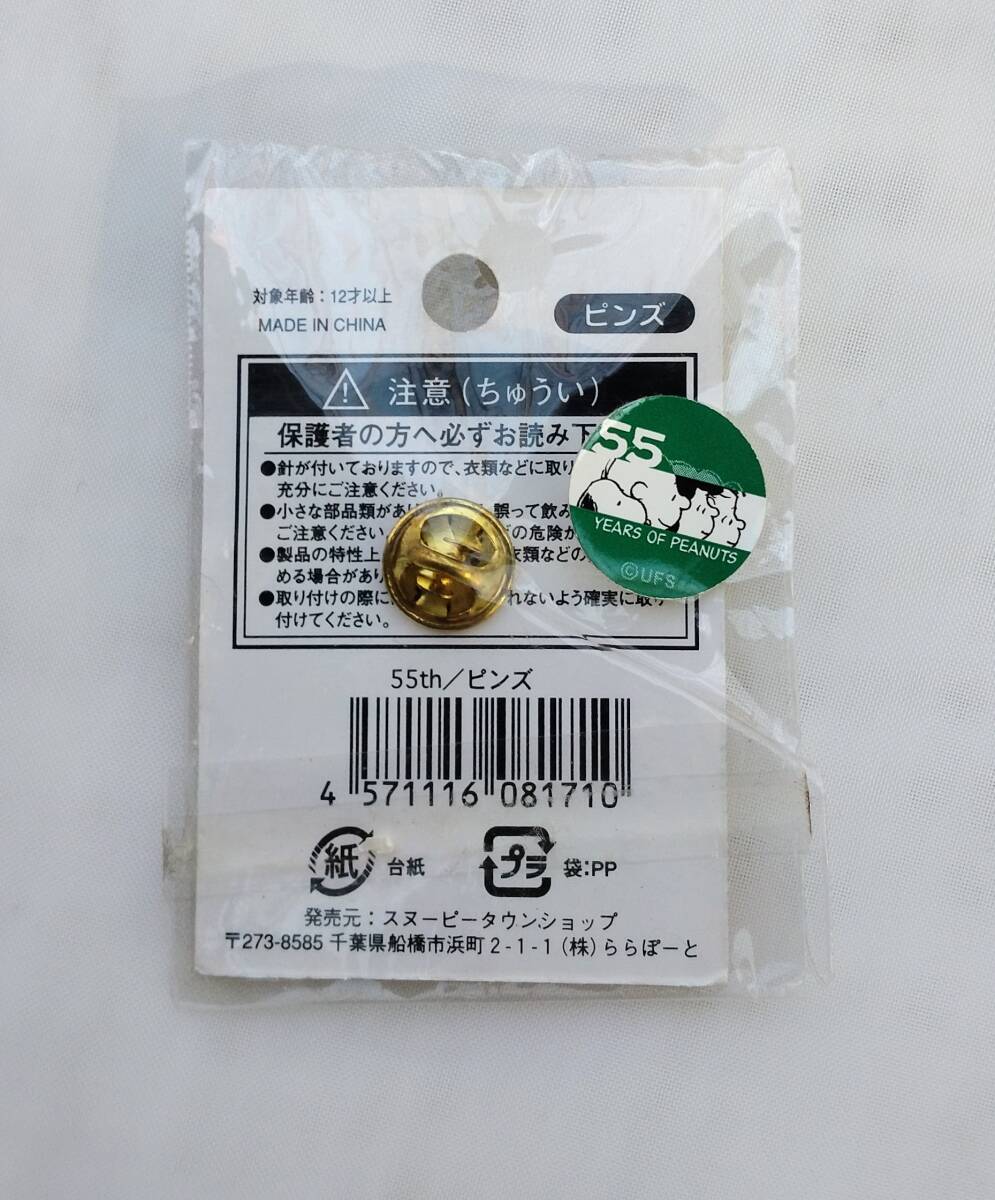 対象年齢：12才以上
MADE IN CHINA
ピンズ
注意（ちゅうい）
保護者の方へ必ずお読み下
●針が付いておりますので、衣類などに取り
充分にご注意ください。
●小さな部品類があり 誤って飲み
ご注意ください。 の危険が
●製品の特性上 衣類などの
める場合があり
●取り付けの際に れないよう確実に取り
付けてください。
55
YEARS OF PEANUTS
©UFS
55th／ピンズ
4 571116 081710
紙 台紙
プラ 袋:PP
発売元：スヌーピータウンショップ
〒273-8585 千葉県船橋市浜町2-1-1（株）ららぽーと